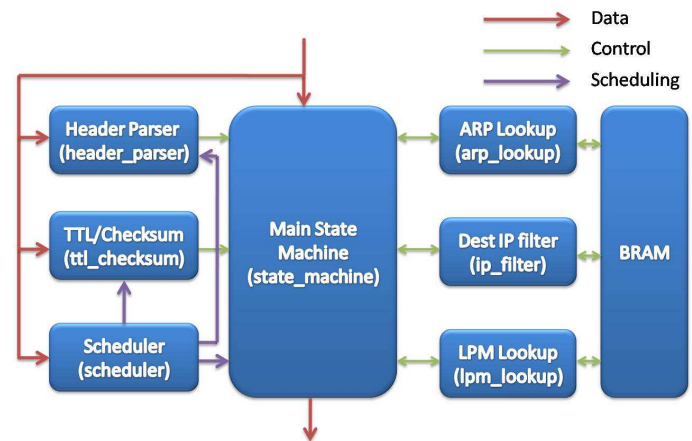 Data
Control
Scheduling
Header Parser
(header_parser)
TTL/Checksum
(ttl_checksum)
Scheduler
(scheduler)
Main State
Machine
(state_machine)
ARP Lookup
(arp_lookup)
Dest IP filter
(ip_filter)
LPM Lookup
(lpm_lookup)
BRAM